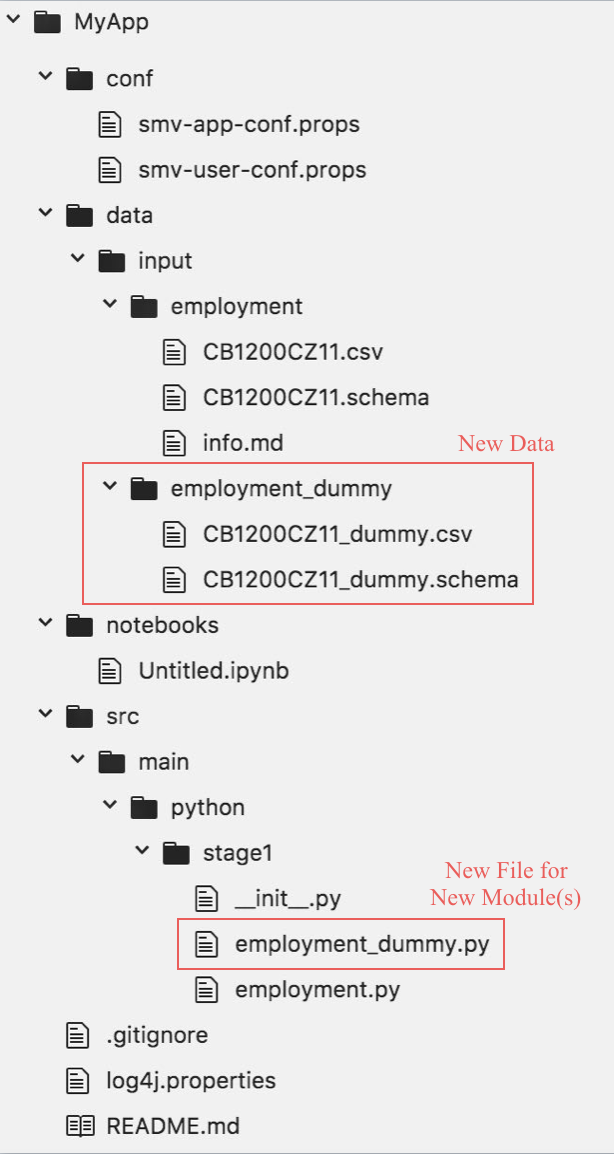 MyApp
conf
smv-app-conf.props
smv-user-conf.props
data
input
employment
CB1200CZ11.csv
CB1200CZ11.schema
info.md
New Data
employment_dummy
CB1200CZ11_dummy.csv
CB1200CZ11_dummy.schema
notebooks
Untitled.ipynb
src
main
python
stage1
New File for
New Module(s)
__init__.py
employment_dummy.py
employment.py
.gitignore
log4j.properties
README.md